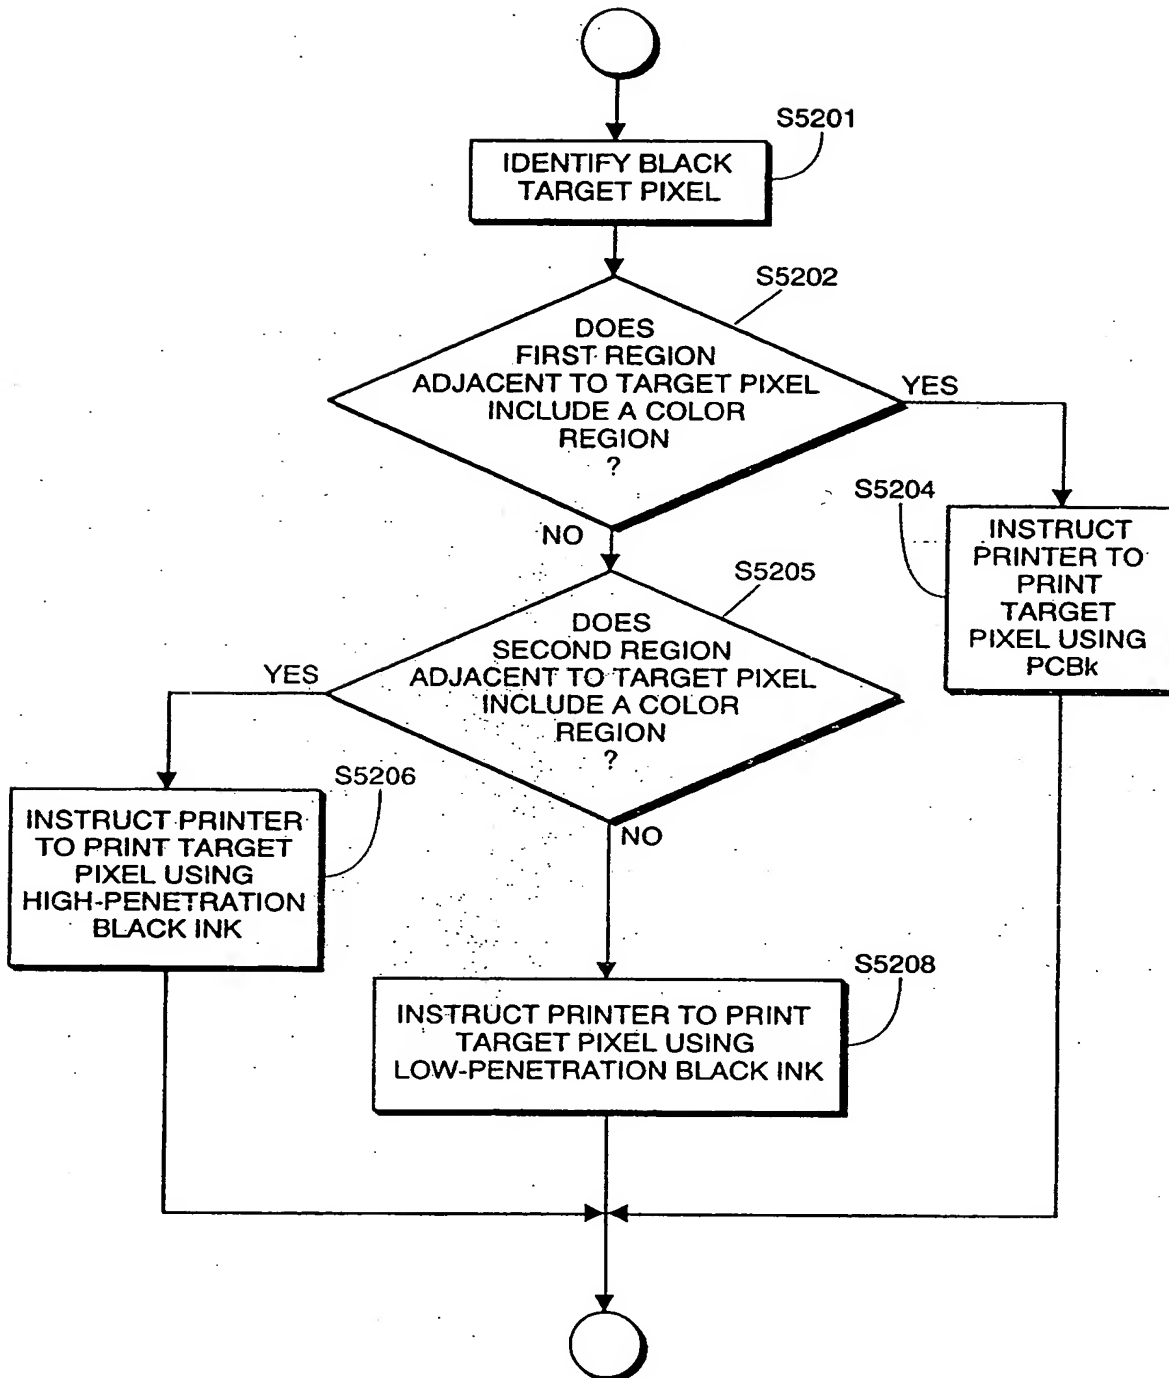 S5201
IDENTIFY BLACK
TARGET PIXEL
S5202
DOES
FIRST REGION
ADJACENT TO TARGET PIXEL
INCLUDE A COLOR
REGION
?
YES
NO
S5204
INSTRUCT
PRINTER TO
PRINT
TARGET
PIXEL USING
PCBk
S5205
DOES
SECOND REGION
ADJACENT TO TARGET PIXEL
INCLUDE A COLOR
REGION
?
YES
NO
S5206
INSTRUCT PRINTER
TO PRINT TARGET
PIXEL USING
HIGH-PENETRATION
BLACK INK
S5208
INSTRUCT PRINTER TO PRINT
TARGET PIXEL USING
LOW-PENETRATION BLACK INK